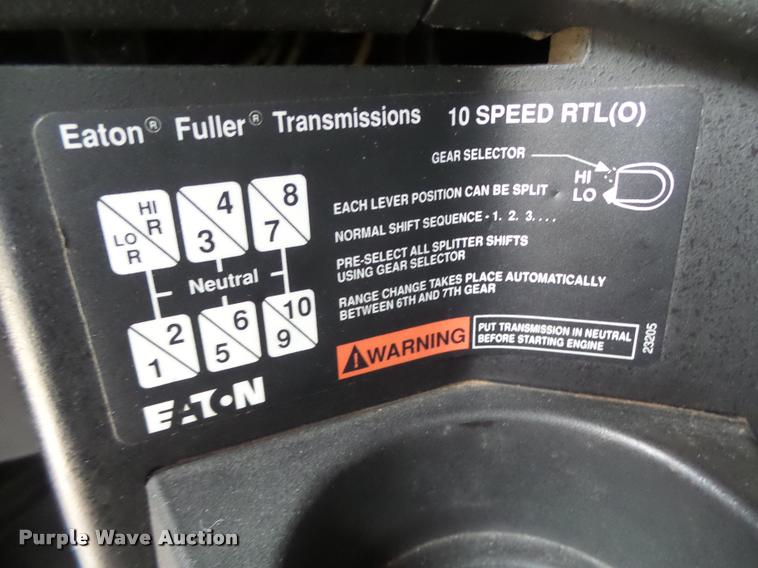 Eaton® Fuller® Transmissions 10 SPEED RTL(O)
GEAR SELECTOR
HI
LO
HI
R
LO
R
4
3
8
7
Neutral
2
1
6
5
10
9
EACH LEVER POSITION CAN BE SPLIT
NORMAL SHIFT SEQUENCE - 1. 2. 3. . . .
PRE-SELECT ALL SPLITTER SHIFTS
USING GEAR SELECTOR
RANGE CHANGE TAKES PLACE AUTOMATICALLY
BETWEEN 6TH AND 7TH GEAR
WARNING
PUT TRANSMISSION IN NEUTRAL
BEFORE STARTING ENGINE
23205
EATON
Purple Wave Auction